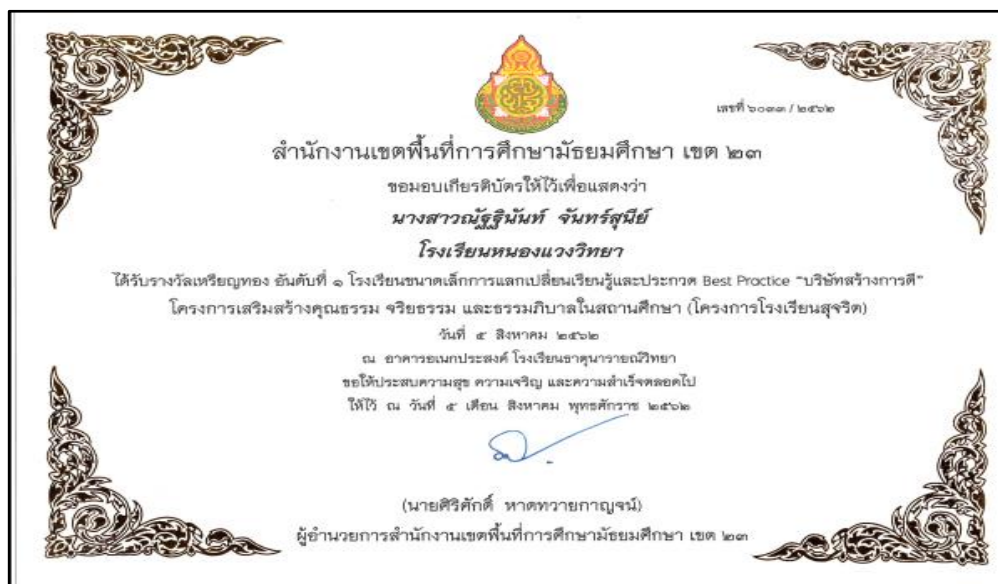 เลขที่ ๖๐๓๓ / ๒๕๖๒
สำนักงานเขตพื้นที่การศึกษามัธยมศึกษา เขต ๒๓
ขอมอบเกียรติบัตรให้ไว้เพื่อแสดงว่า
นางสาวณัฐฐินันท์ จันทร์สุนีย์
โรงเรียนหนองแวงวิทยา
ได้รับรางวัลเหรียญทอง อันดับที่ ๑ โรงเรียนขนาดเล็กการแลกเปลี่ยนเรียนรู้และประกวด Best Practice "บริษัทสร้างการดี"
โครงการเสริมสร้างคุณธรรม จริยธรรม และธรรมาภิบาลในสถานศึกษา (โครงการโรงเรียนสุจริต)
วันที่ ๕ สิงหาคม ๒๕๖๒
ณ อาคารอเนกประสงค์ โรงเรียนธาตุนารายณ์วิทยา
ขอให้ประสบความสุข ความเจริญ และความสำเร็จตลอดไป
ให้ไว้ ณ วันที่ ๕ เดือน สิงหาคม พุทธศักราช ๒๕๖๒
(นายศิริศักดิ์ หาดทวายกาญจน์)
ผู้อำนวยการสำนักงานเขตพื้นที่การศึกษามัธยมศึกษา เขต ๒๓